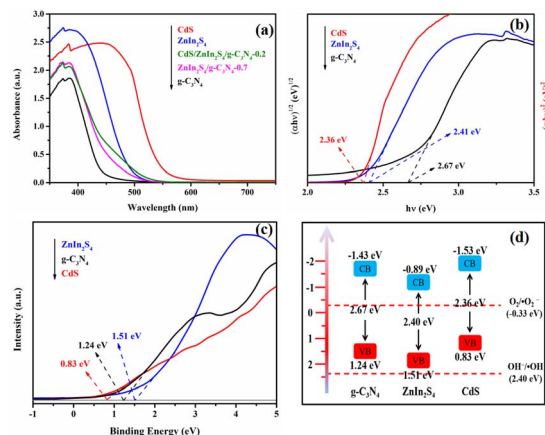 (a)
CdS
ZnIn₂S₄
CdS/ZnIn₂S₄/g-C₃N₄-0.2
ZnIn₂S₄/g-C₃N₄-0.7
g-C₃N₄
Absorbance (a.u.)
3.0
2.5
2.0
1.5
1.0
0.5
0.0
400 500 600 700
Wavelength (nm)
(b)
CdS
ZnIn₂S₄
g-C₃N₄
(αhν)^1/2 (eV)^1/2
2.36 eV
2.41 eV
2.67 eV
2.0 2.5 3.0 3.5
hν (eV)
(c)
ZnIn₂S₄
g-C₃N₄
CdS
Intensity (a.u.)
1.51 eV
1.24 eV
0.83 eV
-1 0 1 2 3 4 5
Binding Energy (eV)
(d)
-1.43 eV
-0.89 eV
-1.53 eV
CB
CB
CB
-2
-1
0
1
2
2.67 eV
2.40 eV
2.36 eV
O₂/•O₂⁻
(-0.33 eV)
VB
VB
VB
1.24 eV
1.51 eV
0.83 eV
OH⁻/•OH
(2.40 eV)
g-C₃N₄ ZnIn₂S₄ CdS